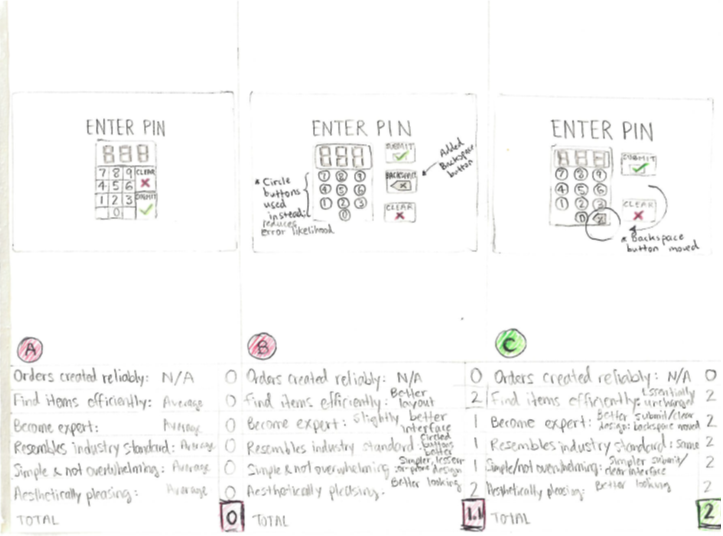 ENTER PIN
888
7 8 9 CLEAR
4 5 6
1 2 3 SUBMIT
0
A
Orders created reliably: N/A 0
Find items efficiently: Average 0
Become expert: Average 0
Resembles industry standard: Average 0
Simple & not overwhelming: Average 0
Aesthetically pleasing: Average 0
TOTAL 0
ENTER PIN
888
SUBMIT
7 8 9
4 5 6
1 2 3
0
BACKSPACE
CLEAR
* Circle
buttons
used
instead:
reduces
error likelihood
Added
Backspace
button
B
Orders created reliably: N/A 0
Find items efficiently: Better layout 2
Become expert: Slightly better interface 1
Resembles industry standard: Circled buttons better 1
Simple & not overwhelming: design 1
Aesthetically pleasing: Better looking 2
TOTAL 1.1
ENTER PIN
888
SUBMIT
7 8 9
4 5 6
1 2 3
0
CLEAR
* Backspace
button moved
C
Orders created reliably: N/A 0
Find items efficiently: Essentially unchanged 2
Become expert: Better submit/clear design: backspace moved 2
Resembles industry standard: Same 2
Simple/not overwhelming: Simpler submit/clear interface 2
Aesthetically pleasing: Better looking 2
TOTAL 2